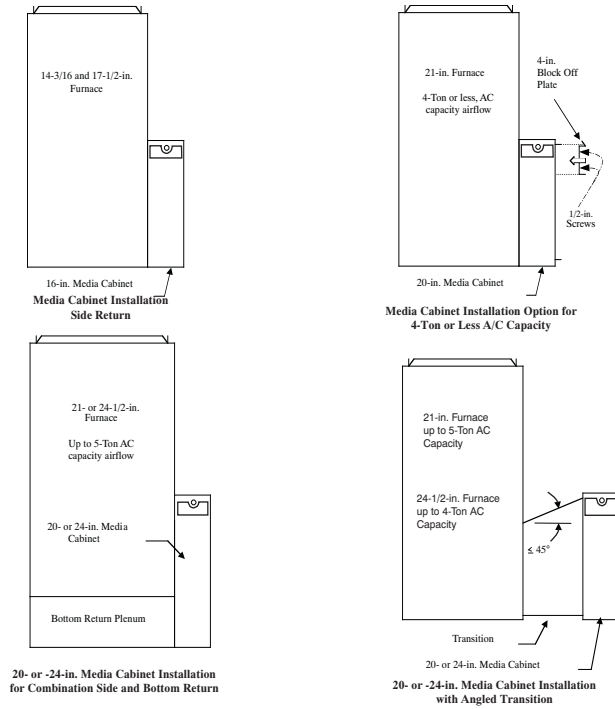 14-3/16 and 17-1/2-in.
Furnace
16-in. Media Cabinet
Media Cabinet Installation
Side Return
21-in. Furnace
4-Ton or less, AC
capacity airflow
4-in.
Block Off
Plate
1/2-in.
Screws
20-in. Media Cabinet
Media Cabinet Installation Option for
4-Ton or Less A/C Capacity
21- or 24-1/2-in.
Furnace
Up to 5-Ton AC
capacity airflow
20- or 24-in. Media
Cabinet
Bottom Return Plenum
20- or -24-in. Media Cabinet Installation
for Combination Side and Bottom Return
21-in. Furnace
up to 5-Ton AC
Capacity
24-1/2-in. Furnace
up to 4-Ton AC
Capacity
≤ 45°
Transition
20- or 24-in. Media Cabinet
20- or -24-in. Media Cabinet Installation
with Angled Transition